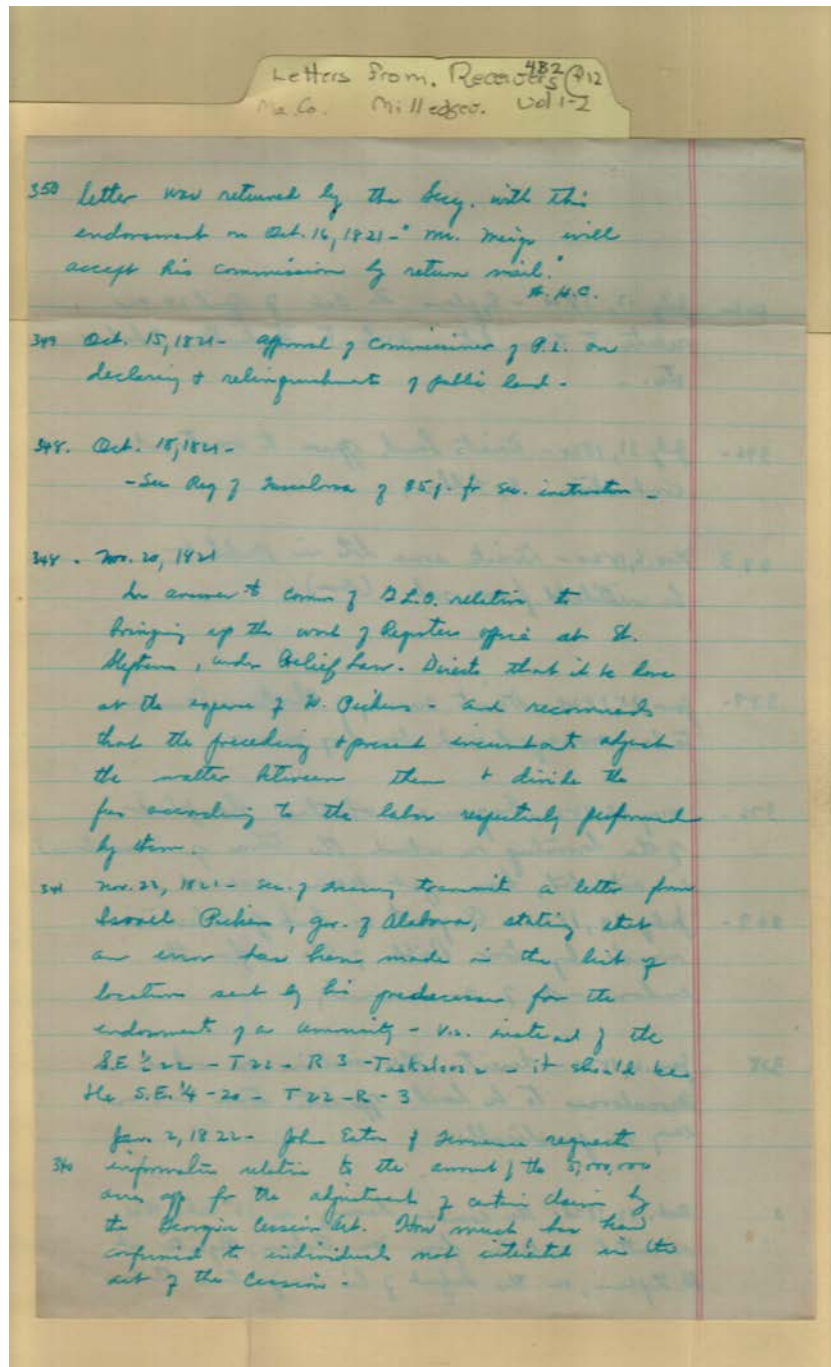 Letters From. Receivers 4B2 P12
Ma. Co. Milledgev. Vol 1-2
350 letter was returned by the Secy. with this
endorsement on Oct. 16, 1821 - "Mr. Meigs will
accept his commission by return mail."
W.H.C.
349 Oct. 15, 1821 - approval of Commissioner of P.L. on
declaring & relinquishment of public land -
348. Oct. 18, 1821 -
- See Reg of Tuscaloosa of 85 p. for sec. instruction -
348. Nov. 20, 1821
In answer to Comm of G.L.O. relative to
bringing up the work of Registers office at St.
Stephens, under Relief Law. Directs that it be done
at the expense of W. Pickens - and recommends
that the preceding & present incumbent adjust
the matter between them & divide the
fees according to the labor respectively performed
by them.
341 Nov. 23, 1821 - Sec. of Treasury transmits a letter from
Israel Pickens, gov. of Alabama, stating that
an error has been made in the list of
locations sent by his predecessor for the
endowment of a University - viz. instead of the
S.E. 1/4 22 - T22 - R 3 - Tuskaloosa - it should be
the S.E. 1/4 - 20 - T22 - R - 3
Jan. 2, 1822 - John Eaton of Tennessee requests
340 information relative to the amount of the 5,000,000
acres app for the adjustment of certain claims by
the Georgia Cession Act. How much has been
confirmed to individuals not interested in the
act of the Cession -